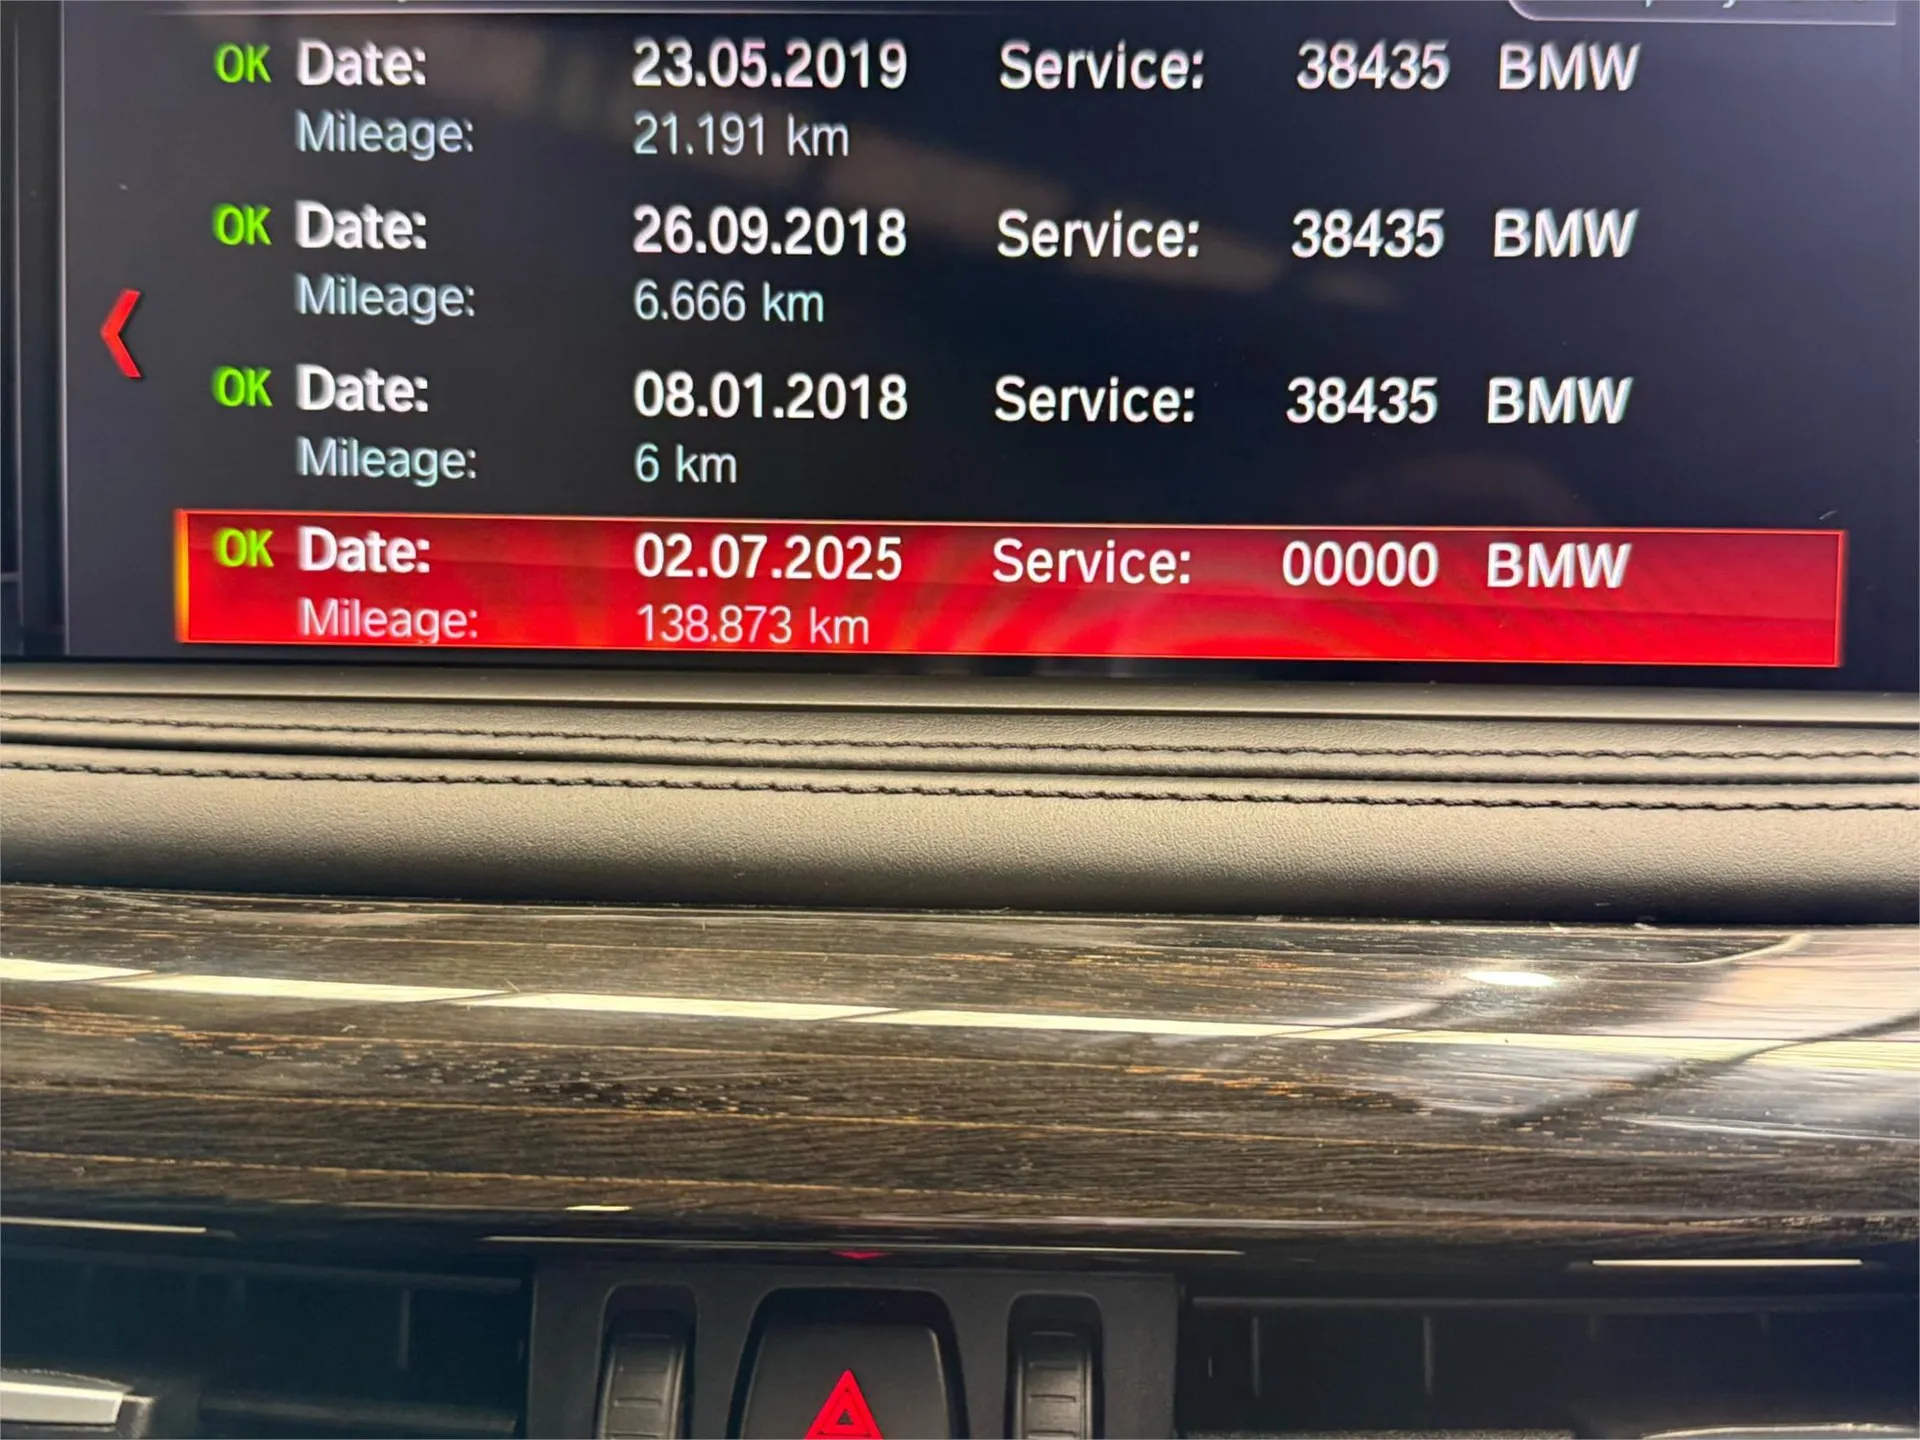 OK Date: 23.05.2019 Service: 38435 BMW
Mileage: 21.191 km
OK Date: 26.09.2018 Service: 38435 BMW
Mileage: 6.666 km
OK Date: 08.01.2018 Service: 38435 BMW
Mileage: 6 km
OK Date: 02.07.2025 Service: 00000 BMW
Mileage: 138.873 km